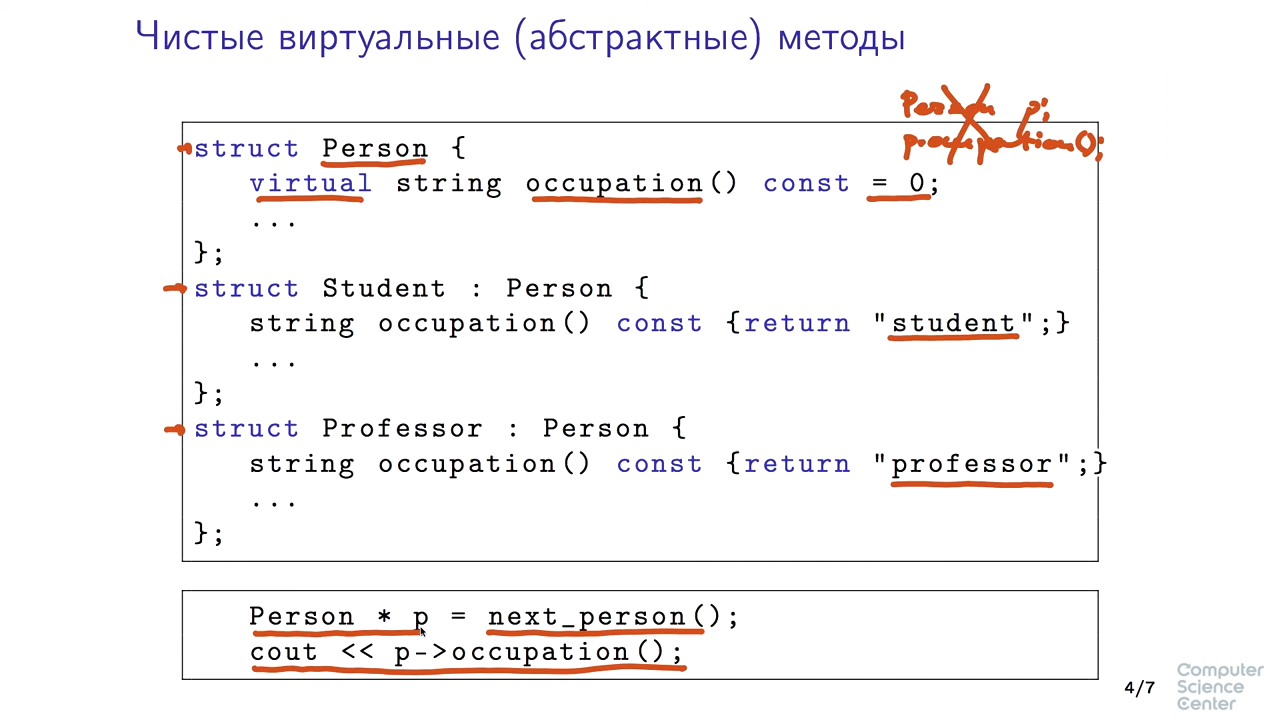 Чистые виртуальные (абстрактные) методы
Person p;
p.occupation();
struct Person {
virtual string occupation() const = 0;
...
};
struct Student : Person {
string occupation() const {return "student";}
...
};
struct Professor : Person {
string occupation() const {return "professor";}
...
};
Person * p = next_person();
cout << p->occupation();
4/7
Computer
Science
Center